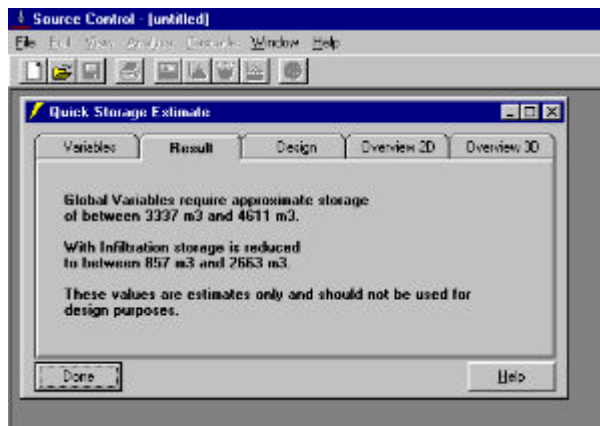 Source Control - [untitled]
File Edit View Analyse Cascade Window Help
Quick Storage Estimate
Variables Result Design Overview 2D Overview 3D
Global Variables require approximate storage
of between 3337 m3 and 4611 m3.
With Infiltration storage is reduced
to between 857 m3 and 2663 m3.
These values are estimates only and should not be used for
design purposes.
Done Help